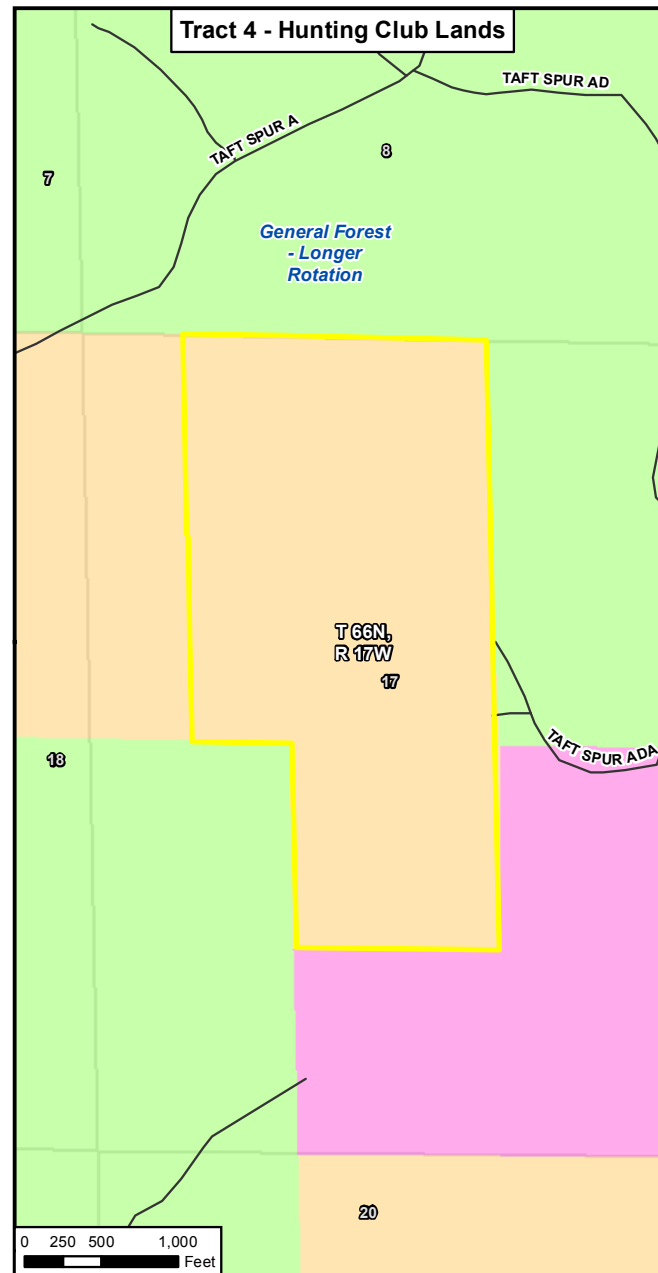 Tract 4 - Hunting Club Lands
TAFT SPUR AD
TAFT SPUR A
8
7
General Forest
- Longer
Rotation
T 66N,
R 17W
17
TAFT SPUR ADA
18
20
0 250 500 1,000
Feet